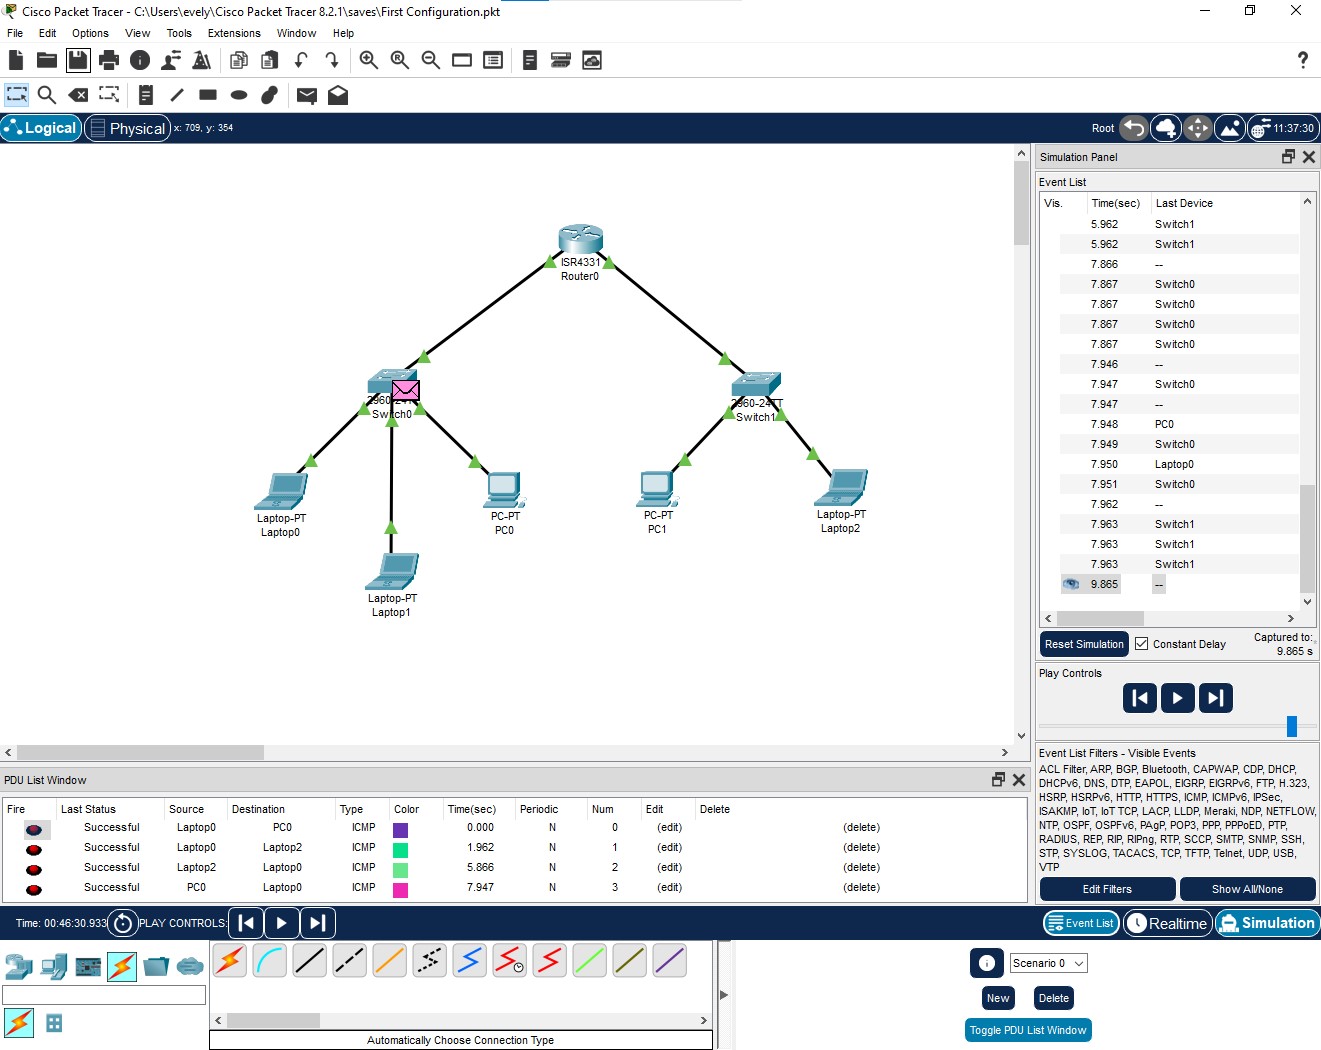 Cisco Packet Tracer - C:\Users\evely\Cisco Packet Tracer 8.2.1\saves\First Configuration.pkt
File Edit Options View Tools Extensions Window Help
?
Logical Physical x: 709, y: 354 Root 11:37:30
Simulation Panel
Event List
Vis. Time(sec) Last Device
5.962 Switch1
5.962 Switch1
7.866 --
7.867 Switch0
7.867 Switch0
7.867 Switch0
7.867 Switch0
7.946 --
7.947 Switch0
7.947 --
7.948 PC0
7.949 Switch0
7.950 Laptop0
7.951 Switch0
7.962 --
7.963 Switch1
7.963 Switch1
7.963 Switch1
9.865 --
Reset Simulation Constant Delay Captured to:
9.865 s
Play Controls
Event List Filters - Visible Events
ACL Filter, ARP, BGP, Bluetooth, CAPWAP, CDP, DHCP,
DHCPv6, DNS, DTP, EAPOL, EIGRP, EIGRPv6, FTP, H.323,
HSRP, HSRPv6, HTTP, HTTPS, ICMP, ICMPv6, IPSec,
ISAKMP, IoT, IoT TCP, LACP, LLDP, Meraki, NDP, NETFLOW,
NTP, OSPF, OSPFv6, PAgP, POP3, PPP, PPPoED, PTP,
RADIUS, REP, RIP, RIPng, RTP, SCCP, SMTP, SNMP, SSH,
STP, SYSLOG, TACACS, TCP, TFTP, Telnet, UDP, USB,
VTP
Edit Filters Show All/None
ISR4331
Router0
Switch0
2960-24TT
Switch1
Laptop-PT
Laptop0
Laptop-PT
Laptop1
PC-PT
PC0
PC-PT
PC1
Laptop-PT
Laptop2
PDU List Window
Fire Last Status Source Destination Type Color Time(sec) Periodic Num Edit Delete
Successful Laptop0 PC0 ICMP 0.000 N 0 (edit) (delete)
Successful Laptop0 Laptop2 ICMP 1.962 N 1 (edit) (delete)
Successful Laptop2 Laptop0 ICMP 5.866 N 2 (edit) (delete)
Successful PC0 Laptop0 ICMP 7.947 N 3 (edit) (delete)
Time: 00:46:30.933 PLAY CONTROLS: Event List Realtime Simulation
Scenario 0
New Delete
Toggle PDU List Window
Automatically Choose Connection Type